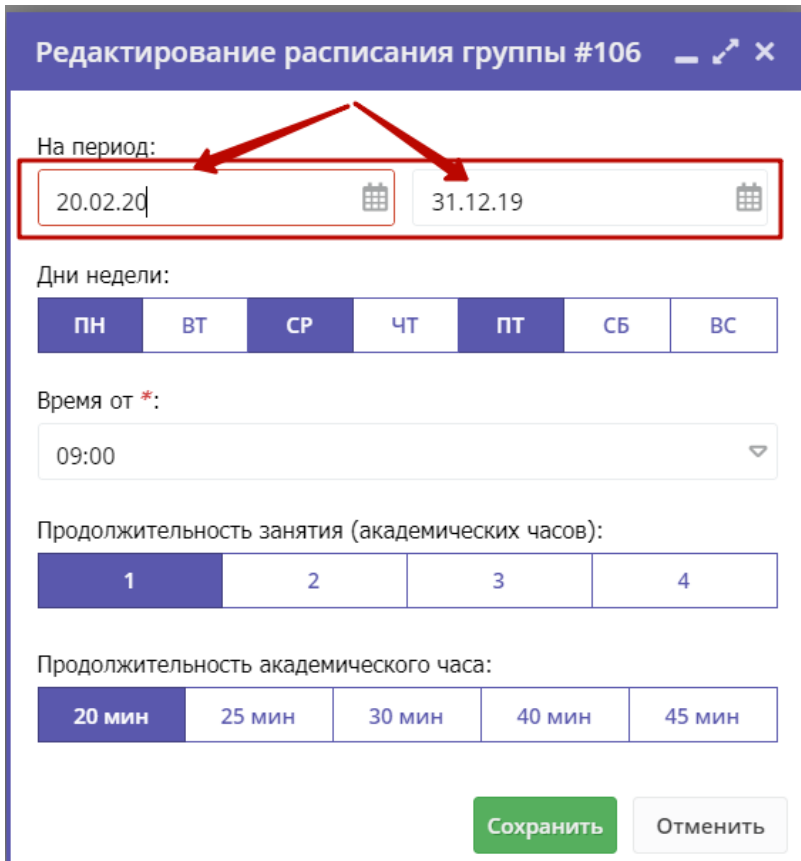 Редактирование расписания группы #106
На период:
20.02.20 31.12.19
Дни недели:
ПН ВТ СР ЧТ ПТ СБ ВС
Время от *:
09:00
Продолжительность занятия (академических часов):
1 2 3 4
Продолжительность академического часа:
20 мин 25 мин 30 мин 40 мин 45 мин
Сохранить Отменить